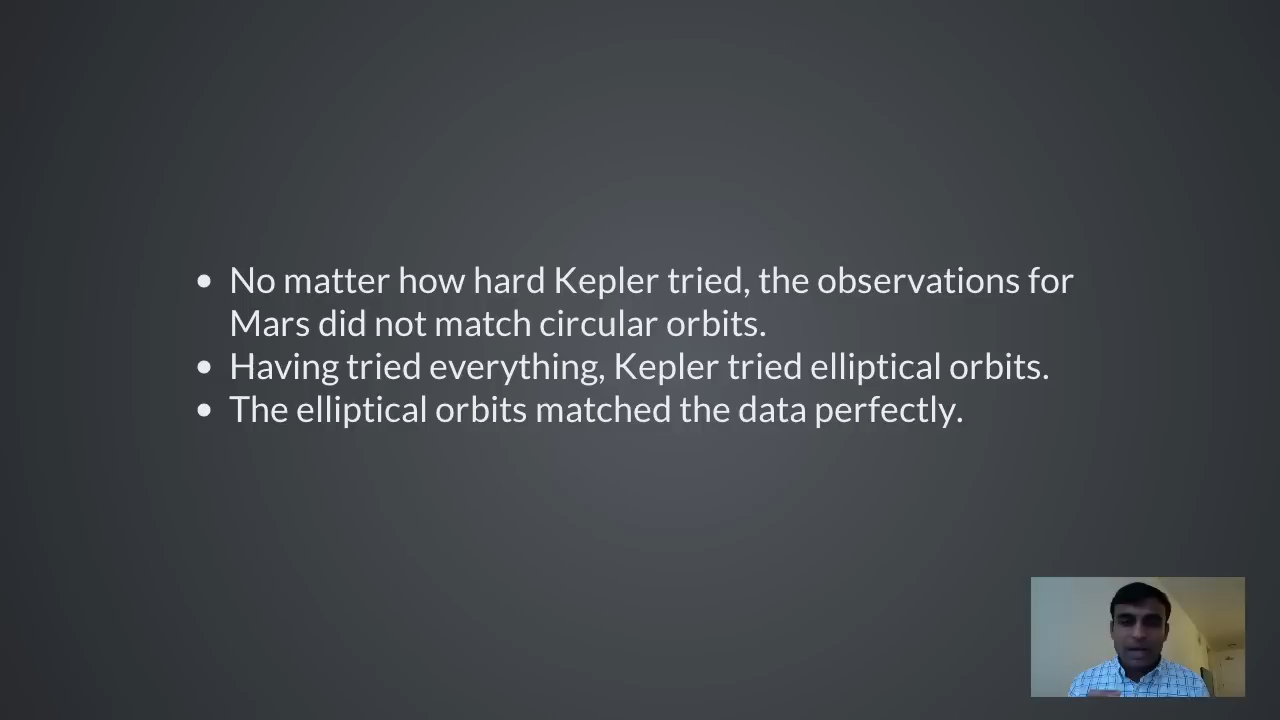 • No matter how hard Kepler tried, the observations for
Mars did not match circular orbits.
• Having tried everything, Kepler tried elliptical orbits.
• The elliptical orbits matched the data perfectly.